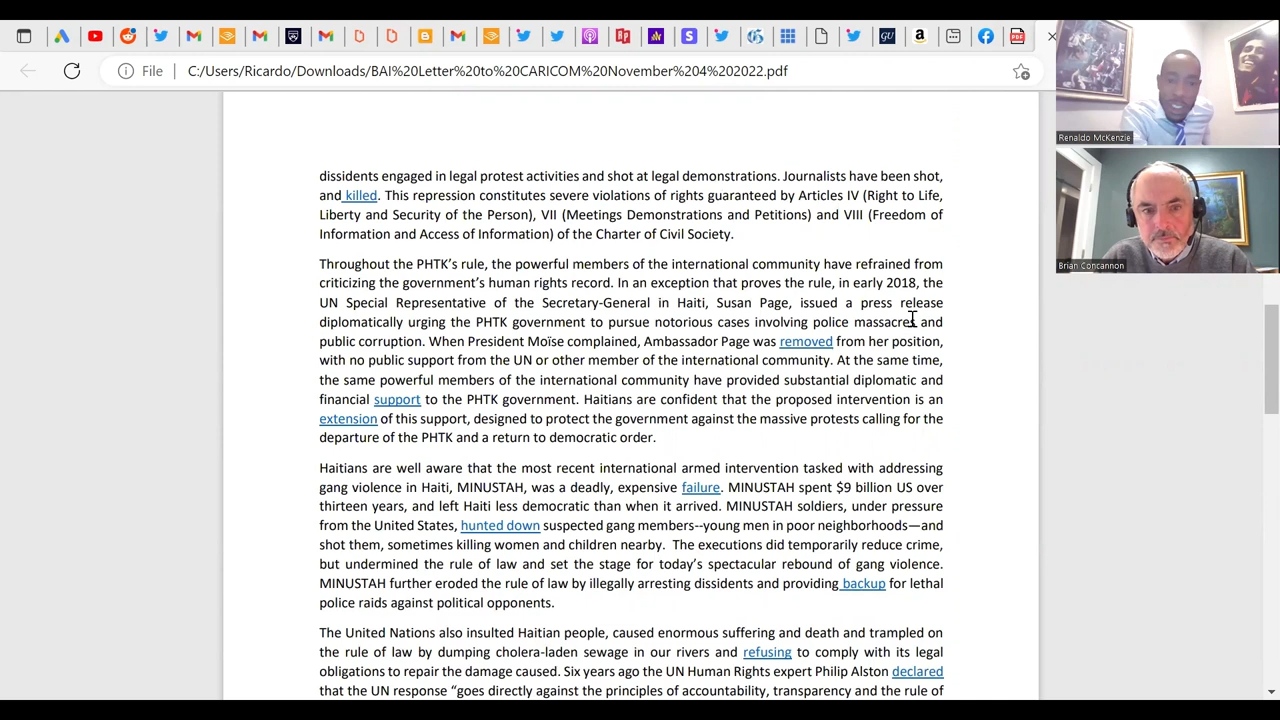 File
C:/Users/Ricardo/Downloads/BAI%20Letter%20to%20CARICOM%20November%204%202022.pdf
Renaldo McKenzie
Brian Concannon
dissidents engaged in legal protest activities and shot at legal demonstrations. Journalists have been shot,
and killed. This repression constitutes severe violations of rights guaranteed by Articles IV (Right to Life,
Liberty and Security of the Person), VII (Meetings Demonstrations and Petitions) and VIII (Freedom of
Information and Access of Information) of the Charter of Civil Society.
Throughout the PHTK’s rule, the powerful members of the international community have refrained from
criticizing the government’s human rights record. In an exception that proves the rule, in early 2018, the
UN Special Representative of the Secretary-General in Haiti, Susan Page, issued a press release
diplomatically urging the PHTK government to pursue notorious cases involving police massacres and
public corruption. When President Moïse complained, Ambassador Page was removed from her position,
with no public support from the UN or other member of the international community. At the same time,
the same powerful members of the international community have provided substantial diplomatic and
financial support to the PHTK government. Haitians are confident that the proposed intervention is an
extension of this support, designed to protect the government against the massive protests calling for the
departure of the PHTK and a return to democratic order.
Haitians are well aware that the most recent international armed intervention tasked with addressing
gang violence in Haiti, MINUSTAH, was a deadly, expensive failure. MINUSTAH spent $9 billion US over
thirteen years, and left Haiti less democratic than when it arrived. MINUSTAH soldiers, under pressure
from the United States, hunted down suspected gang members--young men in poor neighborhoods—and
shot them, sometimes killing women and children nearby.  The executions did temporarily reduce crime,
but undermined the rule of law and set the stage for today’s spectacular rebound of gang violence.
MINUSTAH further eroded the rule of law by illegally arresting dissidents and providing backup for lethal
police raids against political opponents.
The United Nations also insulted Haitian people, caused enormous suffering and death and trampled on
the rule of law by dumping cholera-laden sewage in our rivers and refusing to comply with its legal
obligations to repair the damage caused. Six years ago the UN Human Rights expert Philip Alston declared
that the UN response “goes directly against the principles of accountability, transparency and the rule of